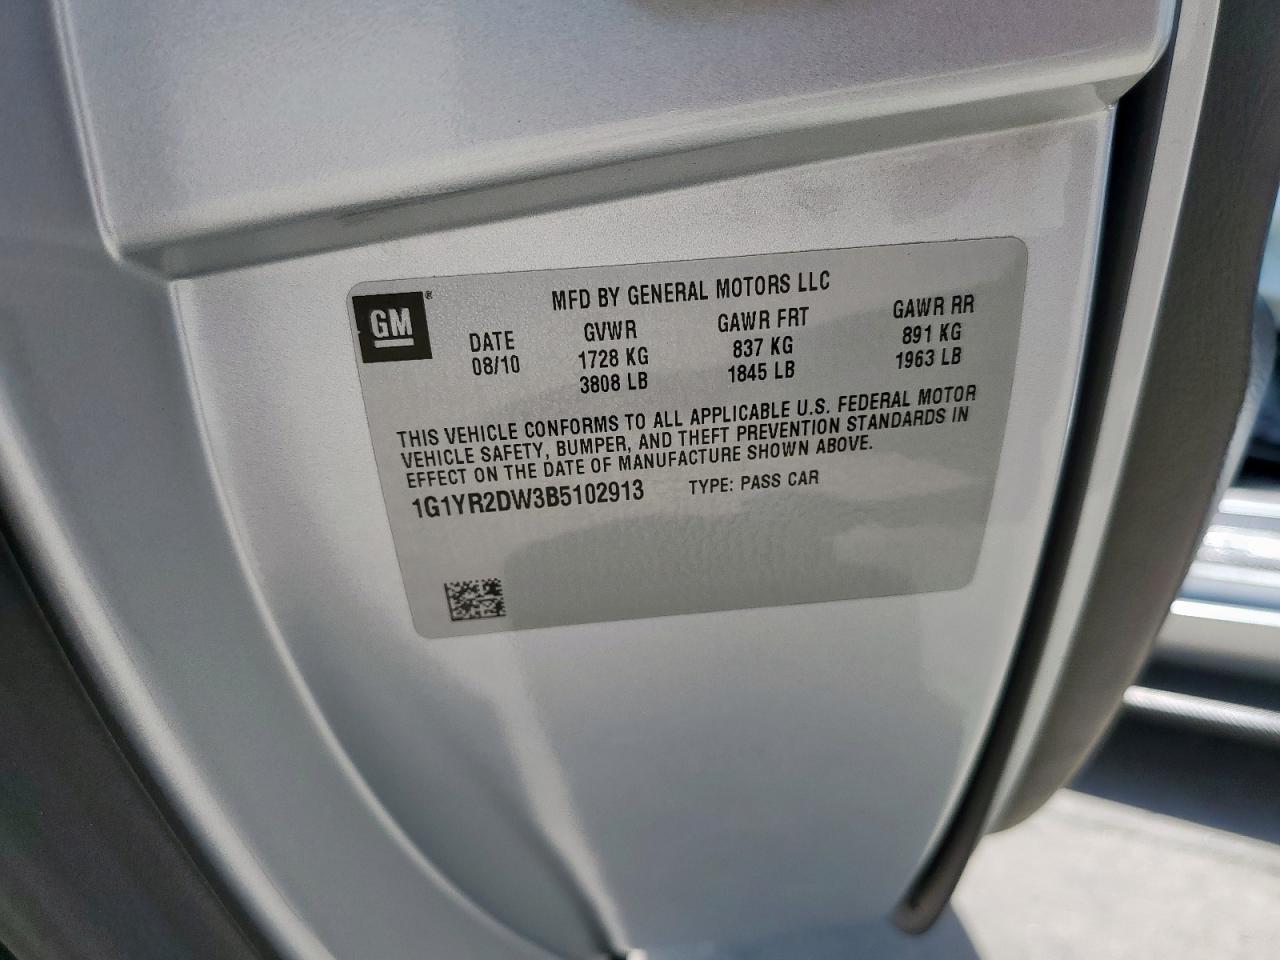 GM®
MFD BY GENERAL MOTORS LLC
DATE GVWR GAWR FRT GAWR RR
08/10 1728 KG 837 KG 891 KG
3808 LB 1845 LB 1963 LB
THIS VEHICLE CONFORMS TO ALL APPLICABLE U.S. FEDERAL MOTOR
VEHICLE SAFETY, BUMPER, AND THEFT PREVENTION STANDARDS IN
EFFECT ON THE DATE OF MANUFACTURE SHOWN ABOVE.
1G1YR2DW3B5102913 TYPE: PASS CAR